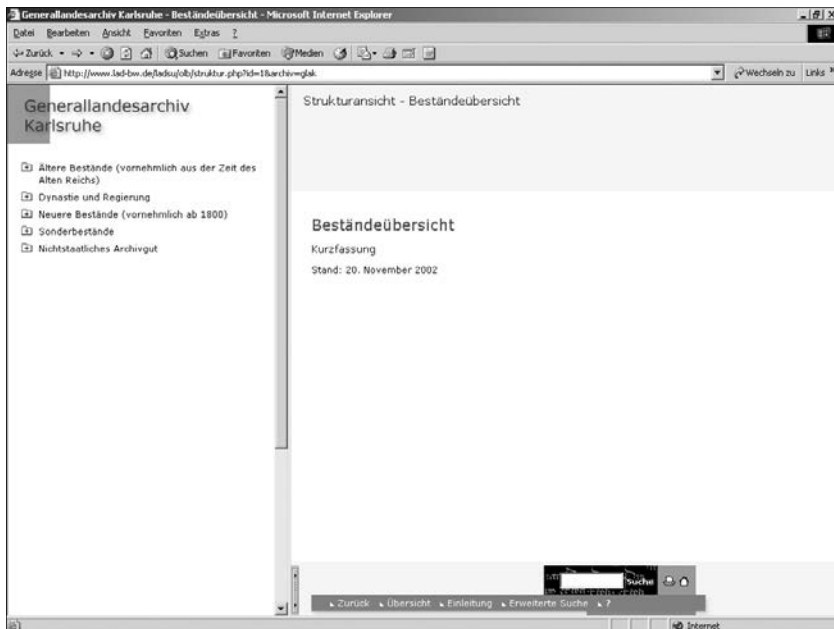 Generallandesarchiv Karlsruhe - Beständeübersicht - Microsoft Internet Explorer
Datei Bearbeiten Ansicht Favoriten Extras ?
Zurück Suchen Favoriten Medien
Adresse http://www.lad-bw.de/ladsu/olb/struktur.php?id=1&archiv=glak Wechseln zu Links »
Generallandesarchiv
Karlsruhe
Ältere Bestände (vornehmlich aus der Zeit des
Alten Reichs)
Dynastie und Regierung
Neuere Bestände (vornehmlich ab 1800)
Sonderbestände
Nichtstaatliches Archivgut
Strukturansicht - Beständeübersicht
Beständeübersicht
Kurzfassung
Stand: 20. November 2002
Suche
Zurück Übersicht Einleitung Erweiterte Suche ?
Internet